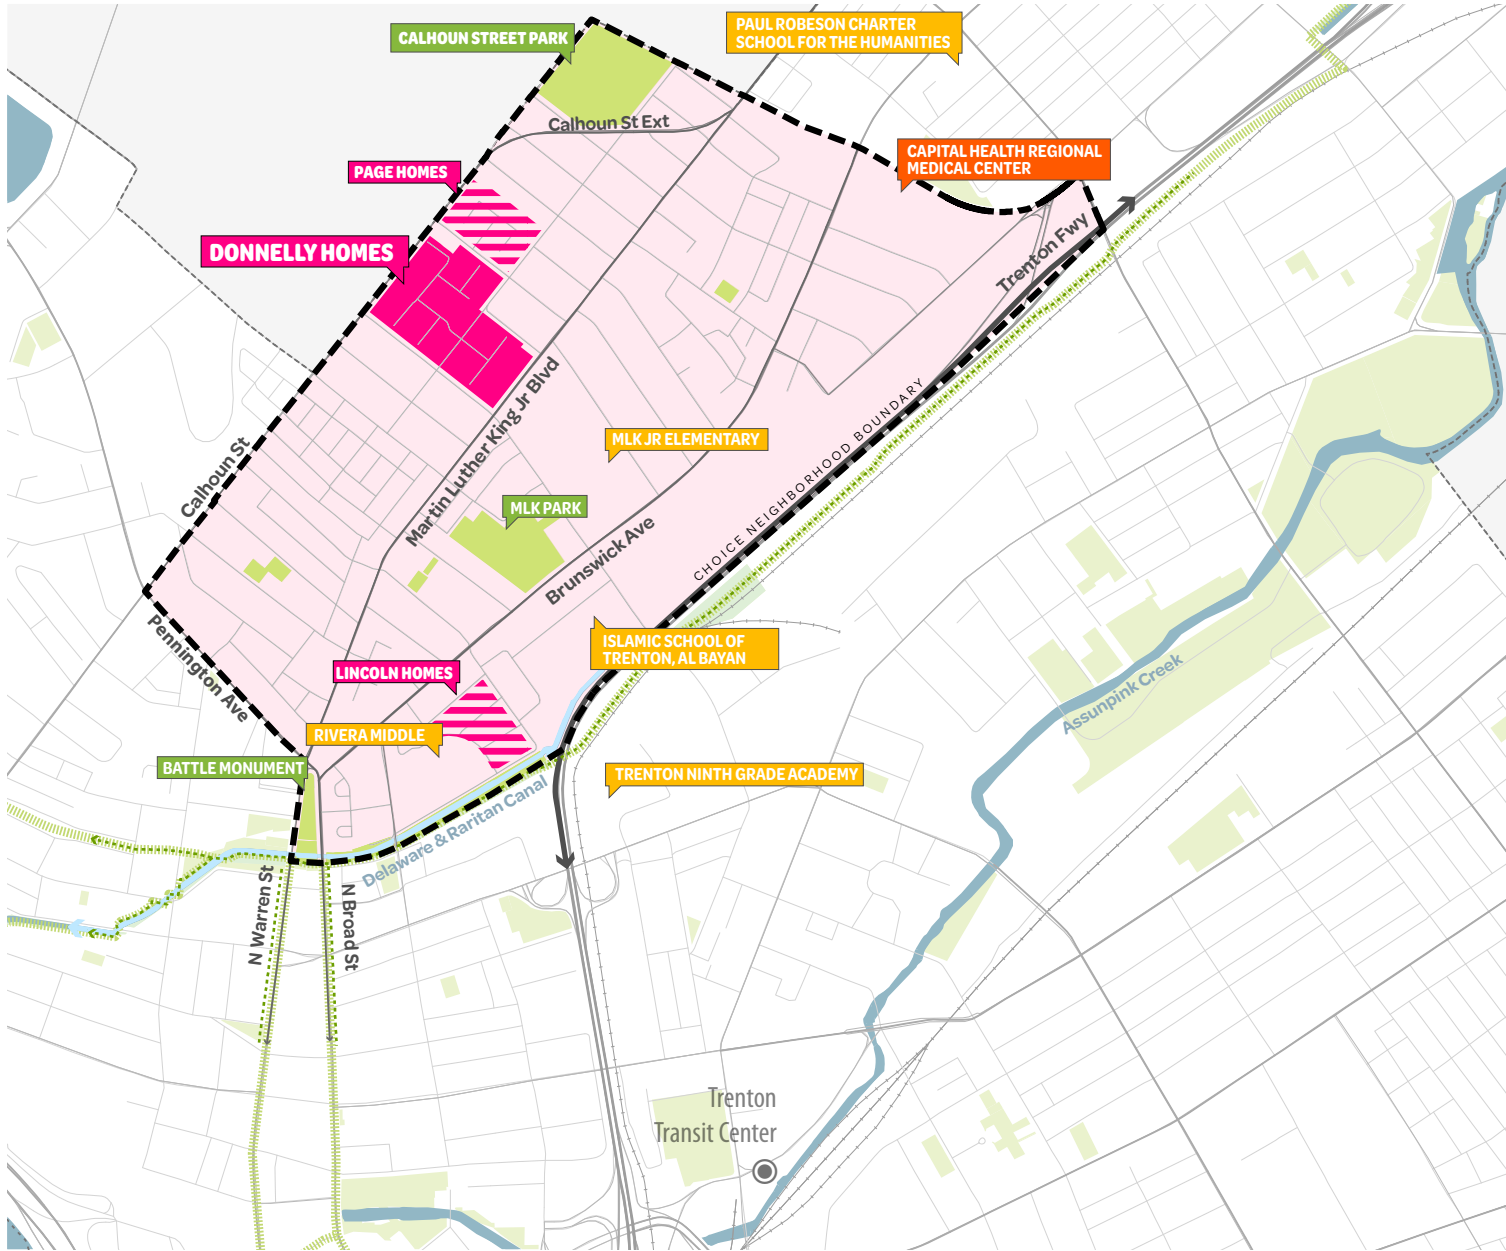 CALHOUN STREET PARK
PAUL ROBESON CHARTER
SCHOOL FOR THE HUMANITIES
Calhoun St Ext
CAPITAL HEALTH REGIONAL
MEDICAL CENTER
PAGE HOMES
DONNELLY HOMES
Trenton Fwy
Martin Luther King Jr Blvd
MLK JR ELEMENTARY
CHOICE NEIGHBORHOOD BOUNDARY
Calhoun St
MLK PARK
Brunswick Ave
Pennington Ave
ISLAMIC SCHOOL OF
TRENTON, AL BAYAN
LINCOLN HOMES
Assunpink Creek
RIVERA MIDDLE
BATTLE MONUMENT
TRENTON NINTH GRADE ACADEMY
Delaware & Raritan Canal
N Warren St
N Broad St
Trenton
Transit Center